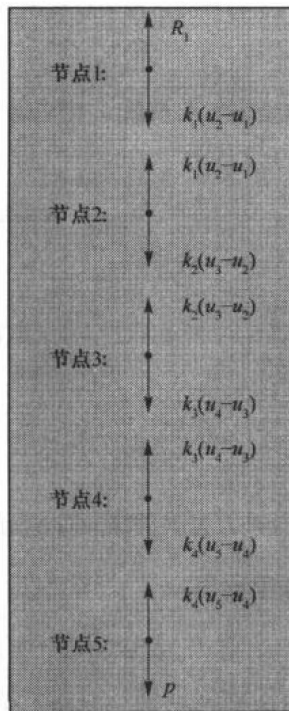 R₁
节点1:
k₁(u₂–u₁)
k₁(u₂–u₁)
节点2:
k₂(u₃–u₂)
k₂(u₃–u₂)
节点3:
k₃(u₄–u₃)
k₃(u₄–u₃)
节点4:
k₄(u₅–u₄)
k₄(u₅–u₄)
节点5:
p